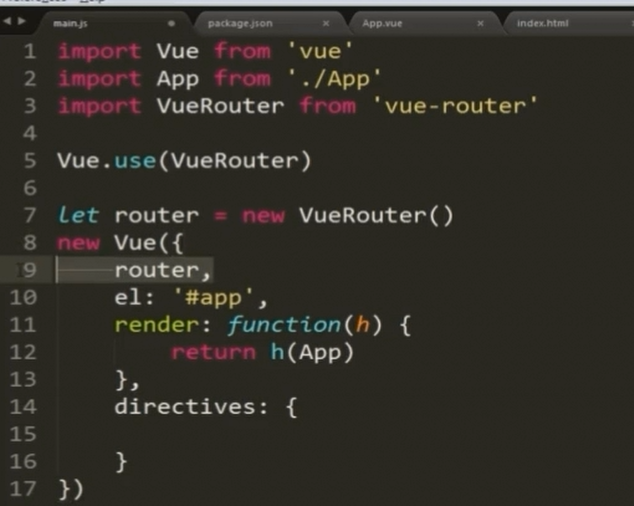 main.js package.json App.vue index.html
1 import Vue from 'vue'
2 import App from './App'
3 import VueRouter from 'vue-router'
4
5 Vue.use(VueRouter)
6
7 let router = new VueRouter()
8 new Vue({
9 router,
10 el: '#app',
11 render: function(h) {
12 return h(App)
13 },
14 directives: {
15
16 }
17 })